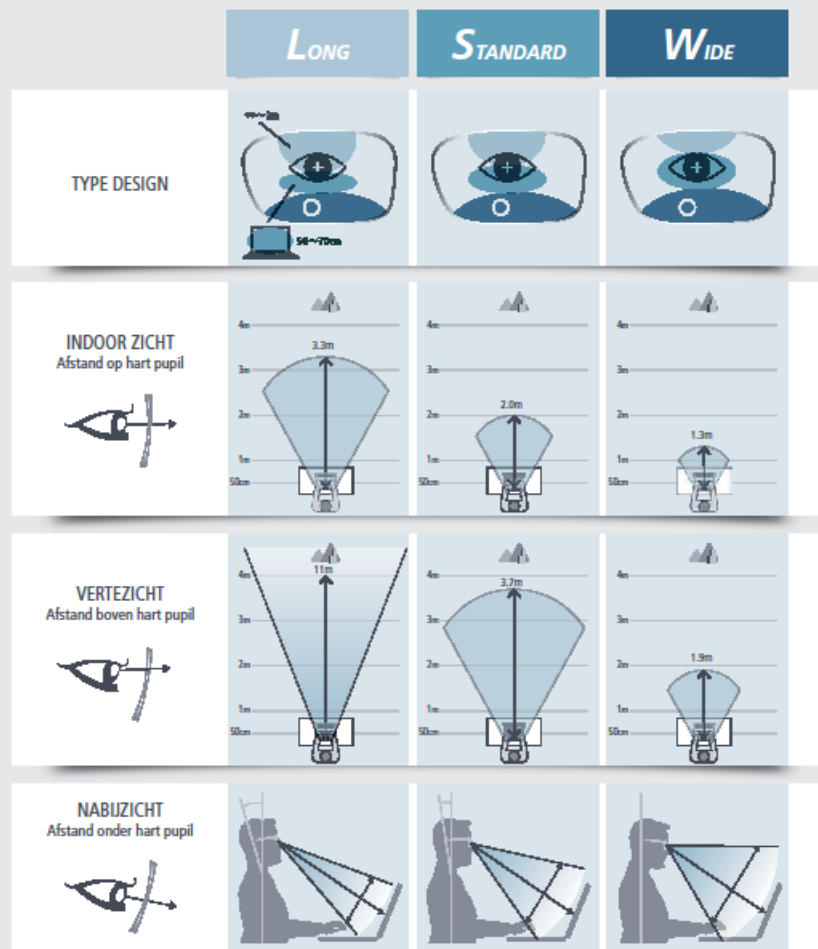 LONG
STANDARD
WIDE
TYPE DESIGN
50~70cm
INDOOR ZICHT
Afstand op hart pupil
4m
3.3m
3m
2m
1m
50cm
4m
3m
2.0m
2m
1m
50cm
4m
3m
2m
1.3m
1m
50cm
VERTEZICHT
Afstand boven hart pupil
11m
4m
3m
2m
1m
50cm
4m
3.7m
3m
2m
1m
50cm
4m
3m
2m
1.9m
1m
50cm
NABIJZICHT
Afstand onder hart pupil